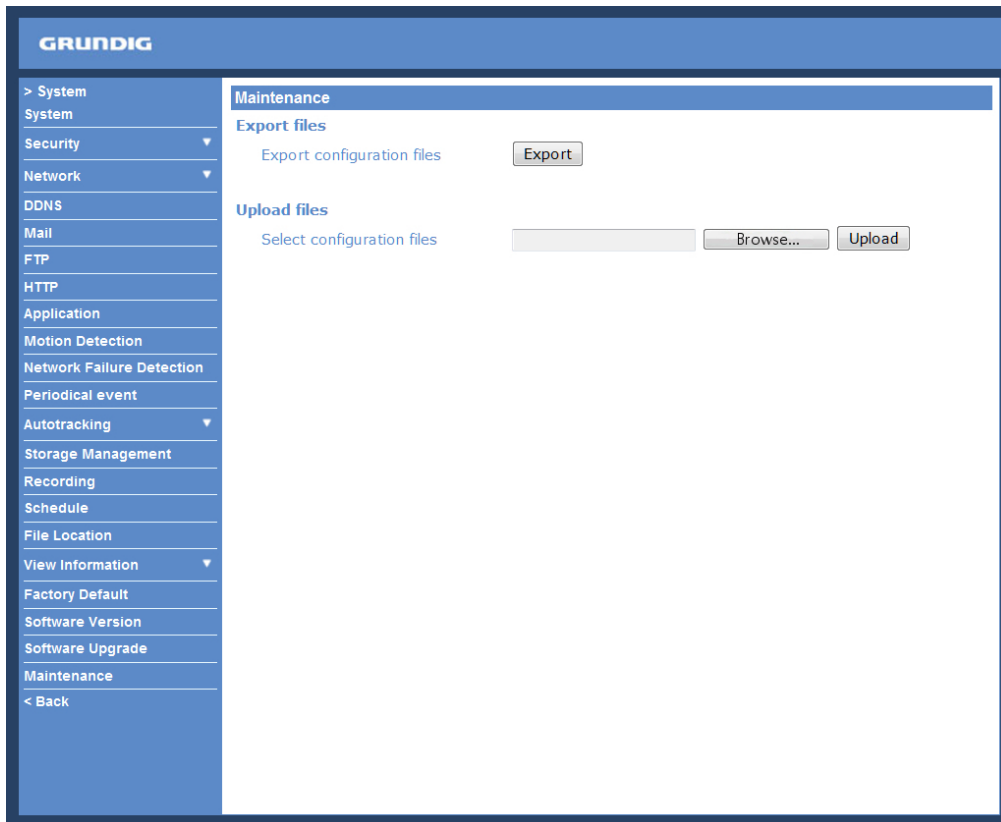 GRUNDIG
> System
System
Security
Network
DDNS
Mail
FTP
HTTP
Application
Motion Detection
Network Failure Detection
Periodical event
Autotracking
Storage Management
Recording
Schedule
File Location
View Information
Factory Default
Software Version
Software Upgrade
Maintenance
< Back
Maintenance
Export files
Export configuration files Export
Upload files
Select configuration files Browse... Upload